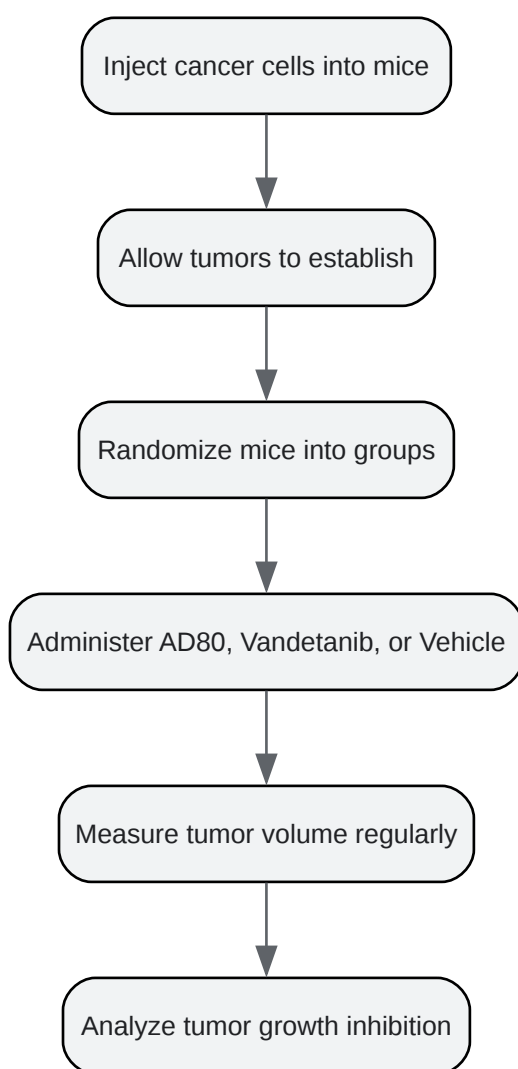 Inject cancer cells into mice
Allow tumors to establish
Randomize mice into groups
Administer AD80, Vandetanib, or Vehicle
Measure tumor volume regularly
Analyze tumor growth inhibition